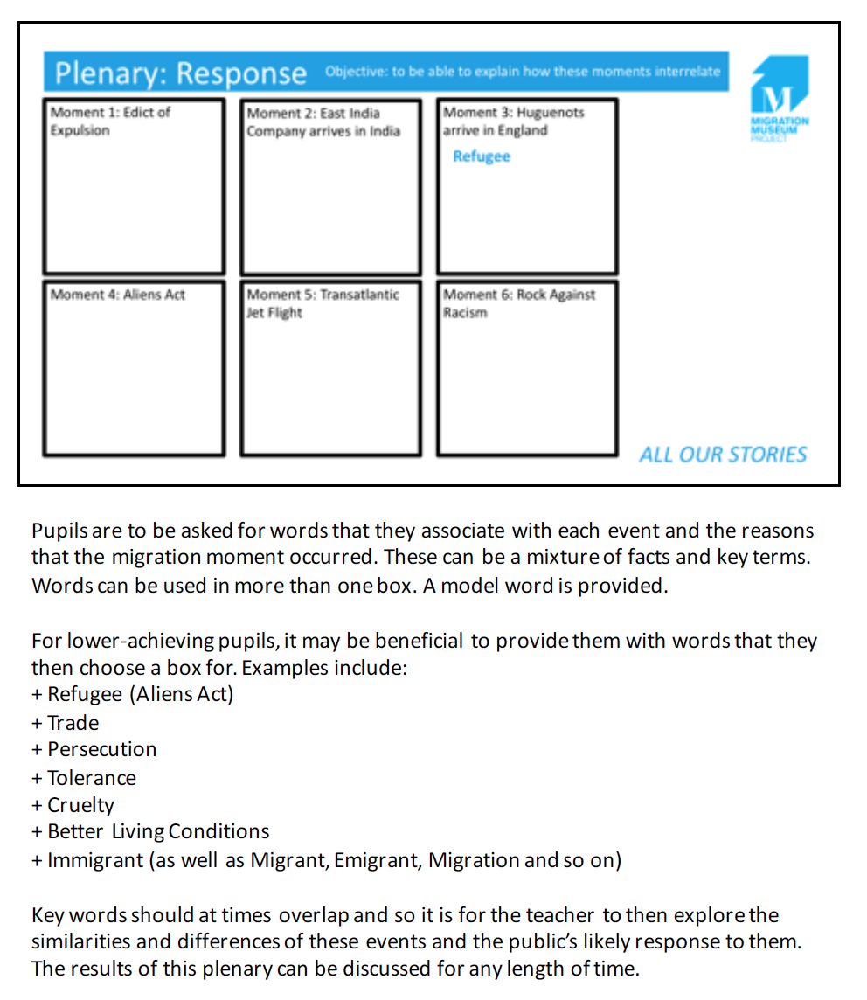 Plenary: Response
Objective: to be able to explain how these moments interrelate
M
MIGRATION
MUSEUM
PROJECT
Moment 1: Edict of
Expulsion
Moment 2: East India
Company arrives in India
Moment 3: Huguenots
arrive in England
Refugee
Moment 4: Aliens Act
Moment 5: Transatlantic
Jet Flight
Moment 6: Rock Against
Racism
ALL OUR STORIES
Pupils are to be asked for words that they associate with each event and the reasons
that the migration moment occurred. These can be a mixture of facts and key terms.
Words can be used in more than one box. A model word is provided.
For lower-achieving pupils, it may be beneficial to provide them with words that they
then choose a box for. Examples include:
+ Refugee (Aliens Act)
+ Trade
+ Persecution
+ Tolerance
+ Cruelty
+ Better Living Conditions
+ Immigrant (as well as Migrant, Emigrant, Migration and so on)
Key words should at times overlap and so it is for the teacher to then explore the
similarities and differences of these events and the public's likely response to them.
The results of this plenary can be discussed for any length of time.